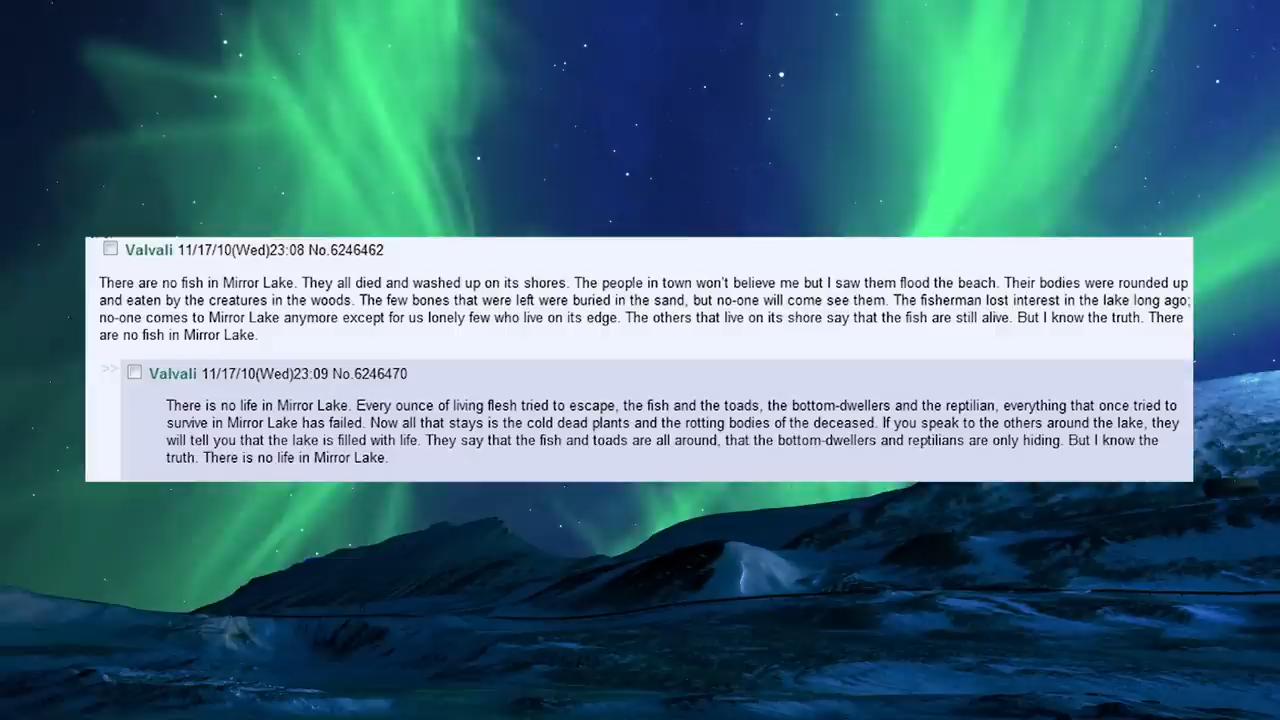 Valvali 11/17/10(Wed)23:08 No.6246462
There are no fish in Mirror Lake. They all died and washed up on its shores. The people in town won't believe me but I saw them flood the beach. Their bodies were rounded up
and eaten by the creatures in the woods. The few bones that were left were buried in the sand, but no-one will come see them. The fisherman lost interest in the lake long ago;
no-one comes to Mirror Lake anymore except for us lonely few who live on its edge. The others that live on its shore say that the fish are still alive. But I know the truth. There
are no fish in Mirror Lake.
>> Valvali 11/17/10(Wed)23:09 No.6246470
There is no life in Mirror Lake. Every ounce of living flesh tried to escape, the fish and the toads, the bottom-dwellers and the reptilian, everything that once tried to
survive in Mirror Lake has failed. Now all that stays is the cold dead plants and the rotting bodies of the deceased. If you speak to the others around the lake, they
will tell you that the lake is filled with life. They say that the fish and toads are all around, that the bottom-dwellers and reptilians are only hiding. But I know the
truth. There is no life in Mirror Lake.